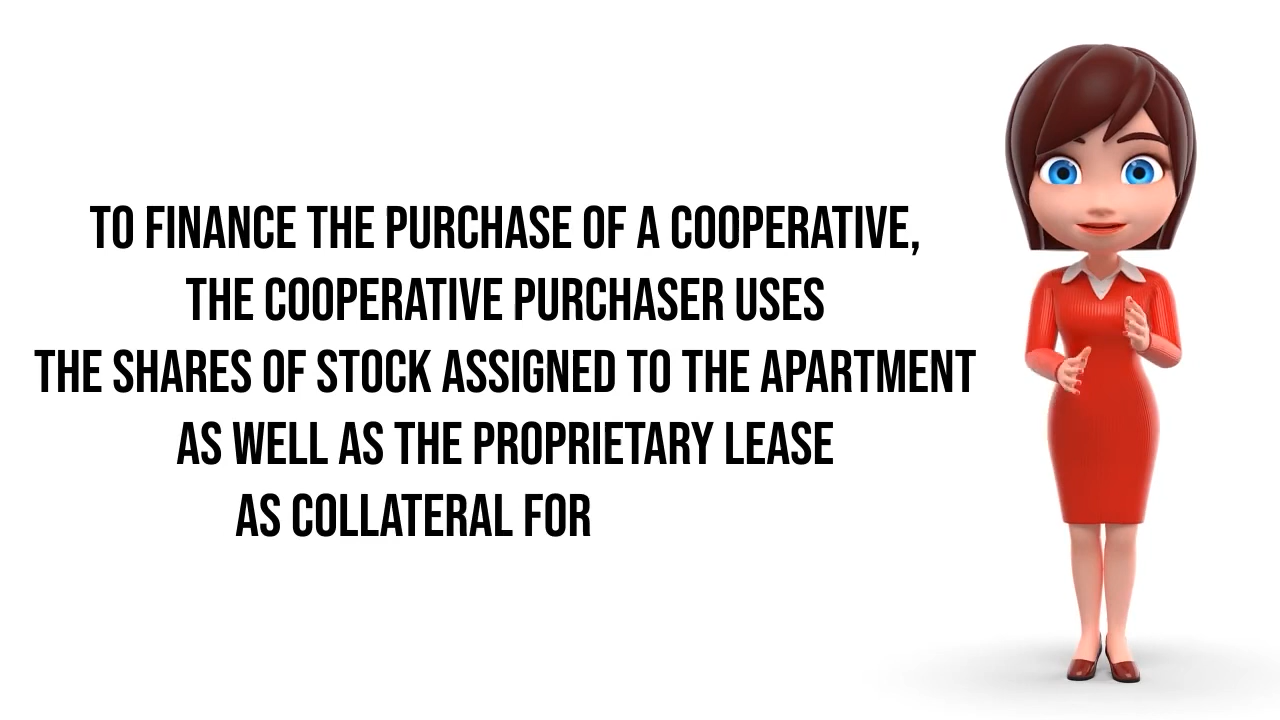 TO FINANCE THE PURCHASE OF A COOPERATIVE,
THE COOPERATIVE PURCHASER USES
THE SHARES OF STOCK ASSIGNED TO THE APARTMENT
AS WELL AS THE PROPRIETARY LEASE
AS COLLATERAL FOR